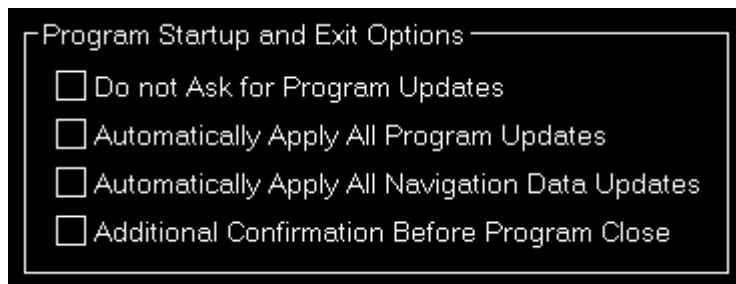 Program Startup and Exit Options
Do not Ask for Program Updates
Automatically Apply All Program Updates
Automatically Apply All Navigation Data Updates
Additional Confirmation Before Program Close